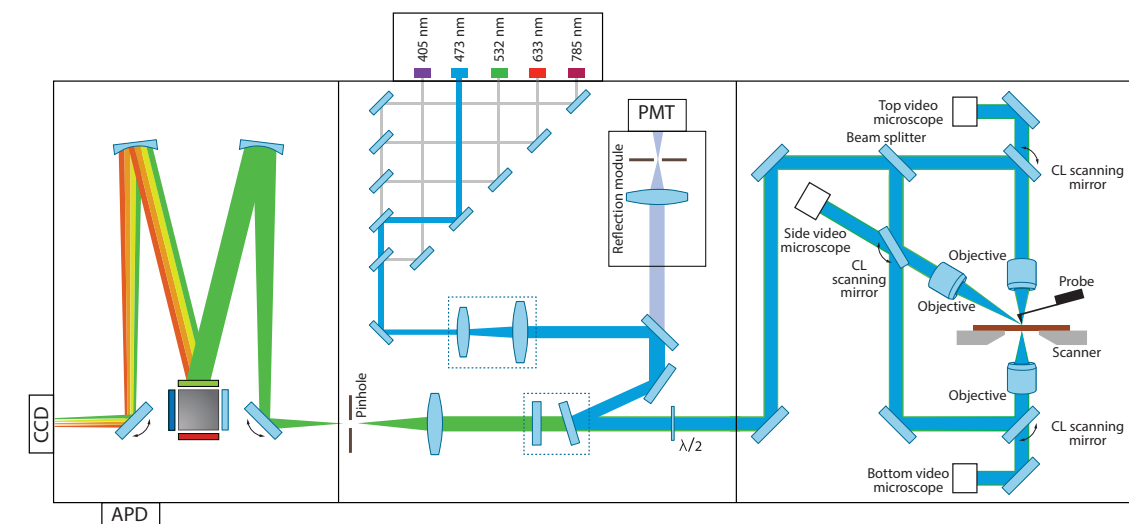 405 nm
473 nm
532 nm
633 nm
785 nm
PMT
Reflection module
Top video
microscope
Beam splitter
CL scanning
mirror
Side video
microscope
CL
scanning
mirror
Objective
Objective
Probe
Scanner
Objective
Pinhole
CCD
λ/2
CL scanning
mirror
Bottom video
microscope
APD